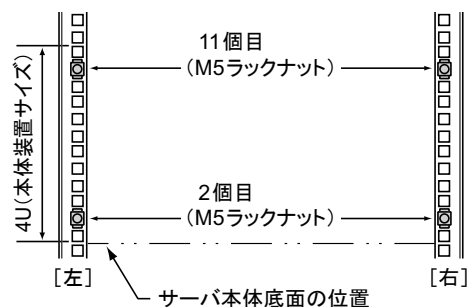 11個目
(M5ラックナット)
4U(本体装置サイズ)
2個目
(M5ラックナット)
[左]
[右]
サーバ本体底面の位置